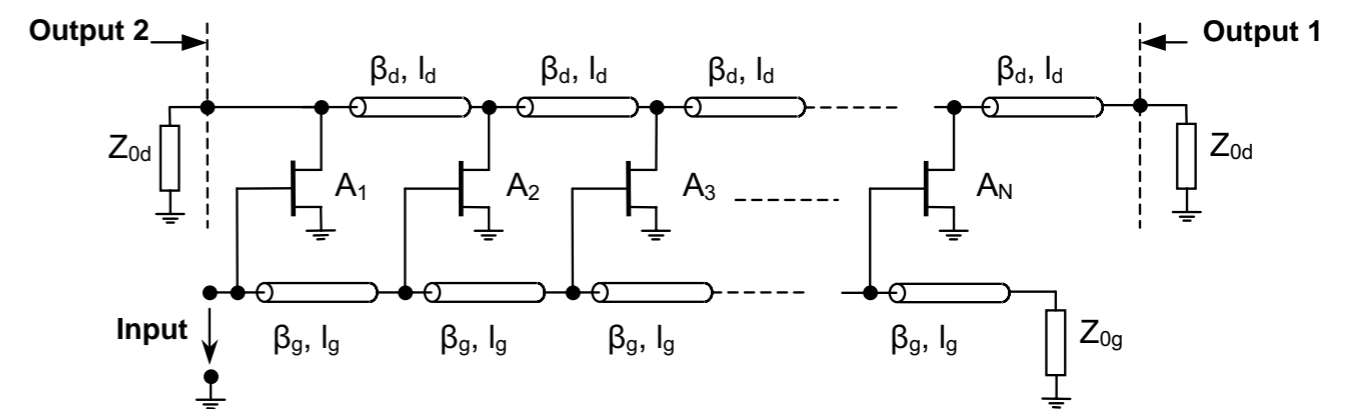 Output 2
Output 1
βd, ld
βd, ld
βd, ld
βd, ld
Z0d
Z0d
A1
A2
A3
AN
Input
βg, lg
βg, lg
βg, lg
βg, lg
Z0g